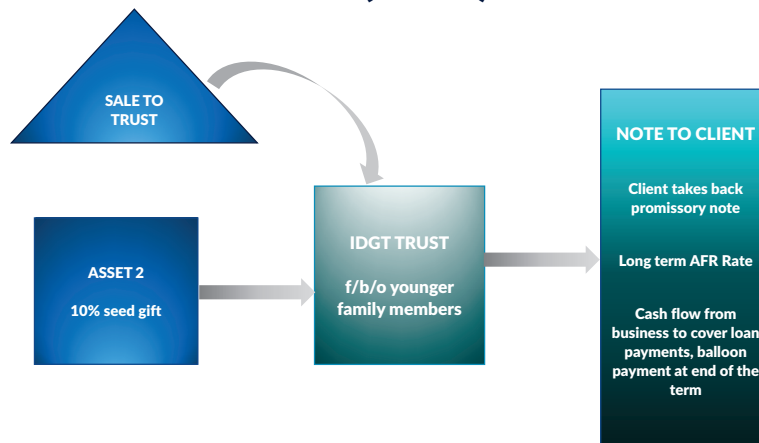 SALE TO
TRUST
ASSET 2
10% seed gift
IDGT TRUST
f/b/o younger
family members
NOTE TO CLIENT
Client takes back
promissory note
Long term AFR Rate
Cash flow from
business to cover loan
payments, balloon
payment at end of the
term